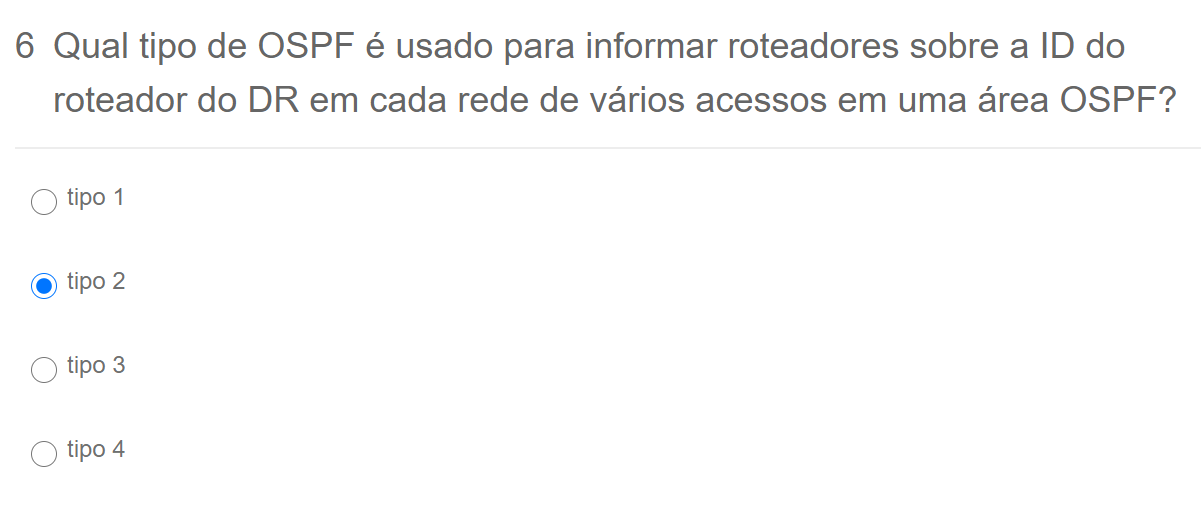 6 Qual tipo de OSPF é usado para informar roteadores sobre a ID do
roteador do DR em cada rede de vários acessos em uma área OSPF?
tipo 1
tipo 2
tipo 3
tipo 4